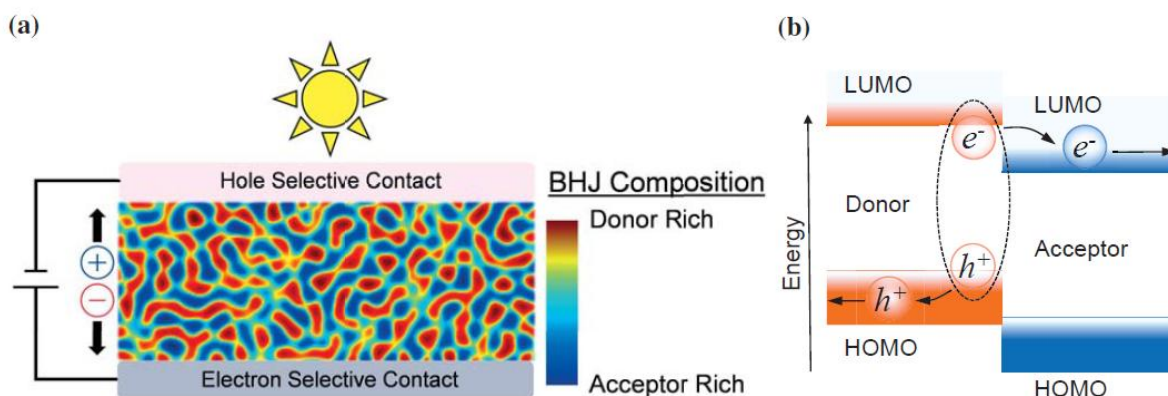 (a)
Hole Selective Contact
+
−
Electron Selective Contact
BHJ Composition
Donor Rich
Acceptor Rich
(b)
LUMO
LUMO
e-
e-
Donor
Acceptor
Energy
h+
h+
HOMO
HOMO